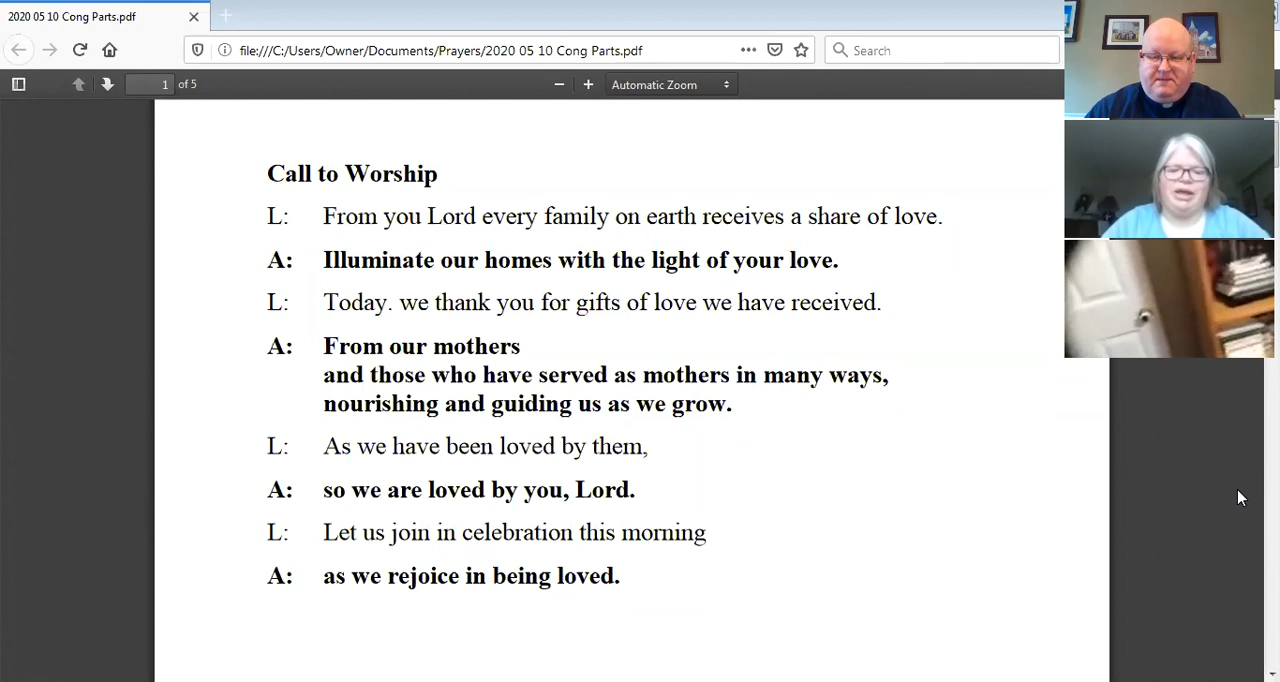 2020 05 10 Cong Parts.pdf
file:///C:/Users/Owner/Documents/Prayers/2020 05 10 Cong Parts.pdf
Search
1 of 5
Automatic Zoom
Call to Worship
L: From you Lord every family on earth receives a share of love.
A: Illuminate our homes with the light of your love.
L: Today. we thank you for gifts of love we have received.
A: From our mothers
and those who have served as mothers in many ways,
nourishing and guiding us as we grow.
L: As we have been loved by them,
A: so we are loved by you, Lord.
L: Let us join in celebration this morning
A: as we rejoice in being loved.